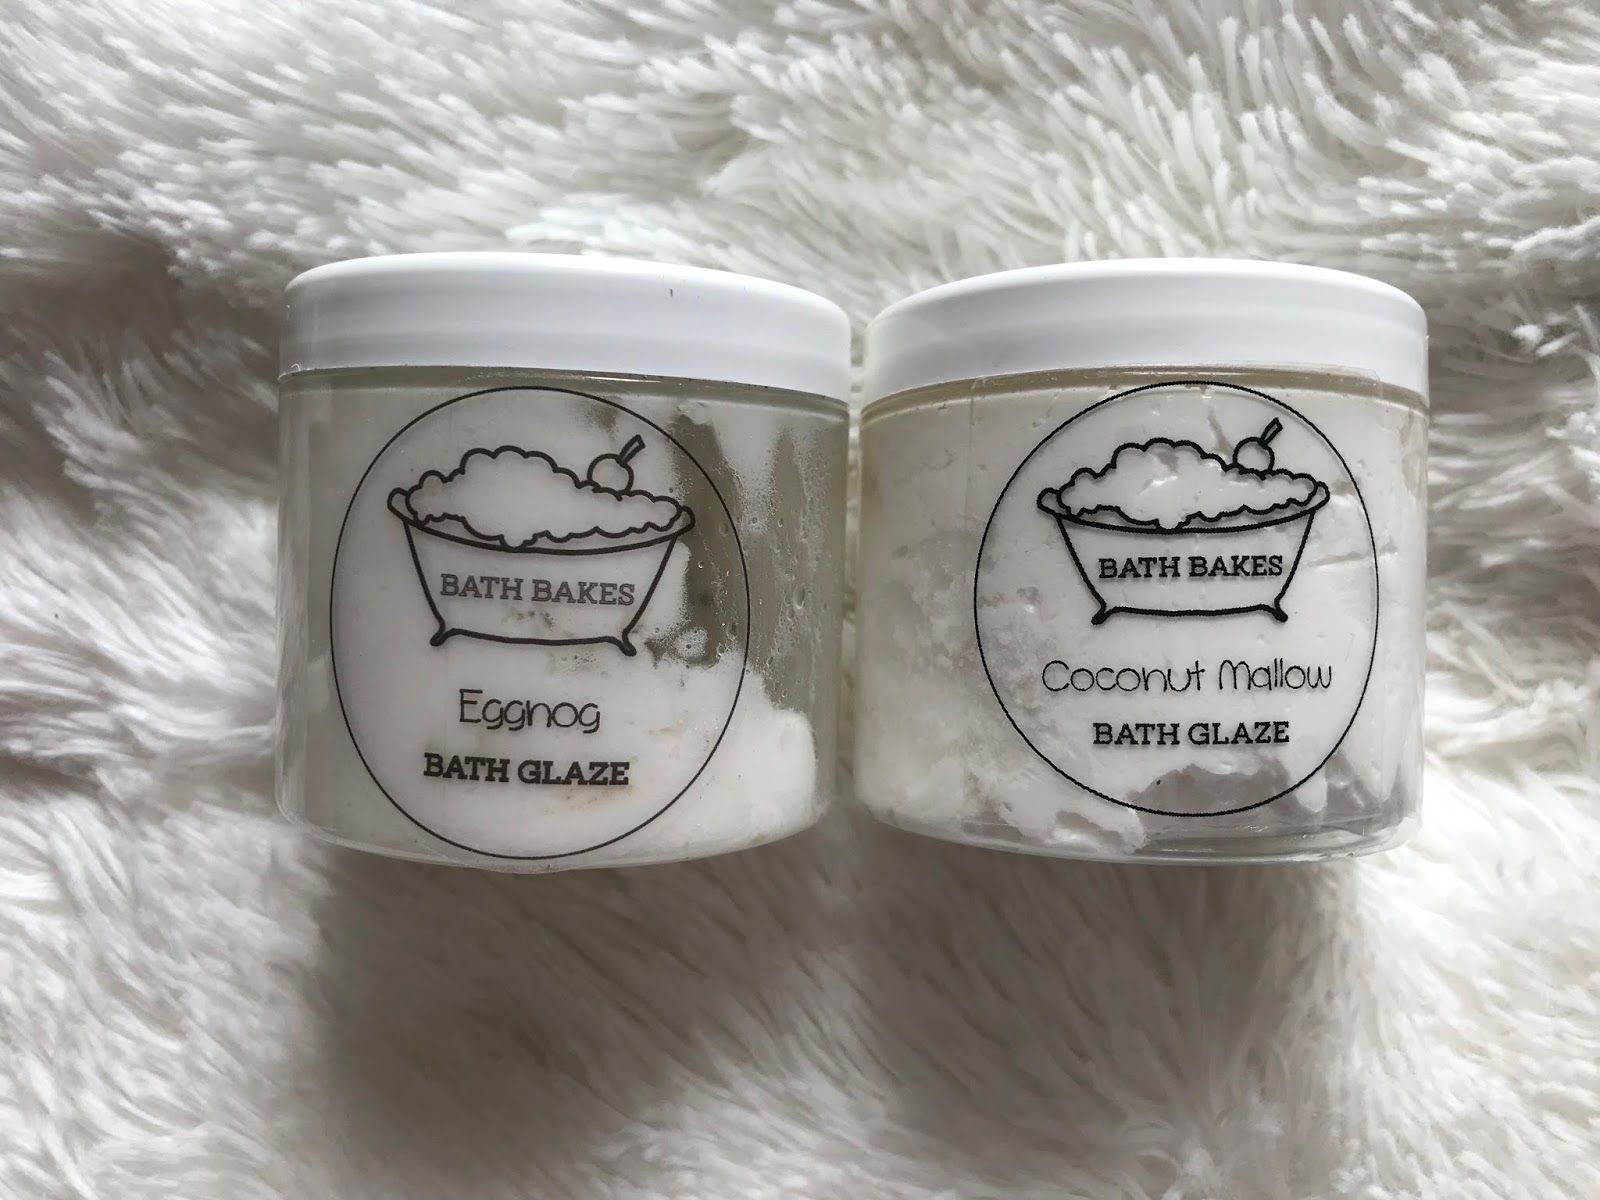 BATH BAKES
Eggnog
BATH GLAZE
BATH BAKES
Coconut Mallow
BATH GLAZE